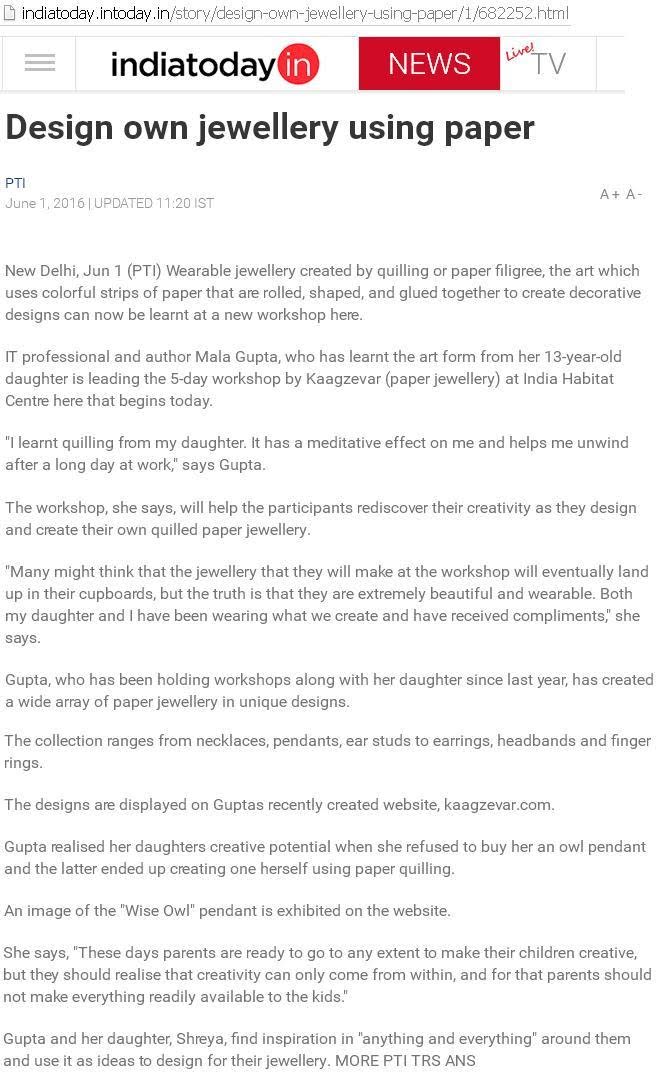 indiatoday.intoday.in/story/design-own-jewellery-using-paper/1/682252.html
indiatoday in NEWS Live! TV
Design own jewellery using paper
PTI
June 1, 2016 | UPDATED 11:20 IST
A+ A-
New Delhi, Jun 1 (PTI) Wearable jewellery created by quilling or paper filigree, the art which
uses colorful strips of paper that are rolled, shaped, and glued together to create decorative
designs can now be learnt at a new workshop here.
IT professional and author Mala Gupta, who has learnt the art form from her 13-year-old
daughter is leading the 5-day workshop by Kaagzevar (paper jewellery) at India Habitat
Centre here that begins today.
"I learnt quilling from my daughter. It has a meditative effect on me and helps me unwind
after a long day at work," says Gupta.
The workshop, she says, will help the participants rediscover their creativity as they design
and create their own quilled paper jewellery.
"Many might think that the jewellery that they will make at the workshop will eventually land
up in their cupboards, but the truth is that they are extremely beautiful and wearable. Both
my daughter and I have been wearing what we create and have received compliments," she
says.
Gupta, who has been holding workshops along with her daughter since last year, has created
a wide array of paper jewellery in unique designs.
The collection ranges from necklaces, pendants, ear studs to earrings, headbands and finger
rings.
The designs are displayed on Guptas recently created website, kaagzevar.com.
Gupta realised her daughters creative potential when she refused to buy her an owl pendant
and the latter ended up creating one herself using paper quilling.
An image of the "Wise Owl" pendant is exhibited on the website.
She says, "These days parents are ready to go to any extent to make their children creative,
but they should realise that creativity can only come from within, and for that parents should
not make everything readily available to the kids."
Gupta and her daughter, Shreya, find inspiration in "anything and everything" around them
and use it as ideas to design for their jewellery. MORE PTI TRS ANS